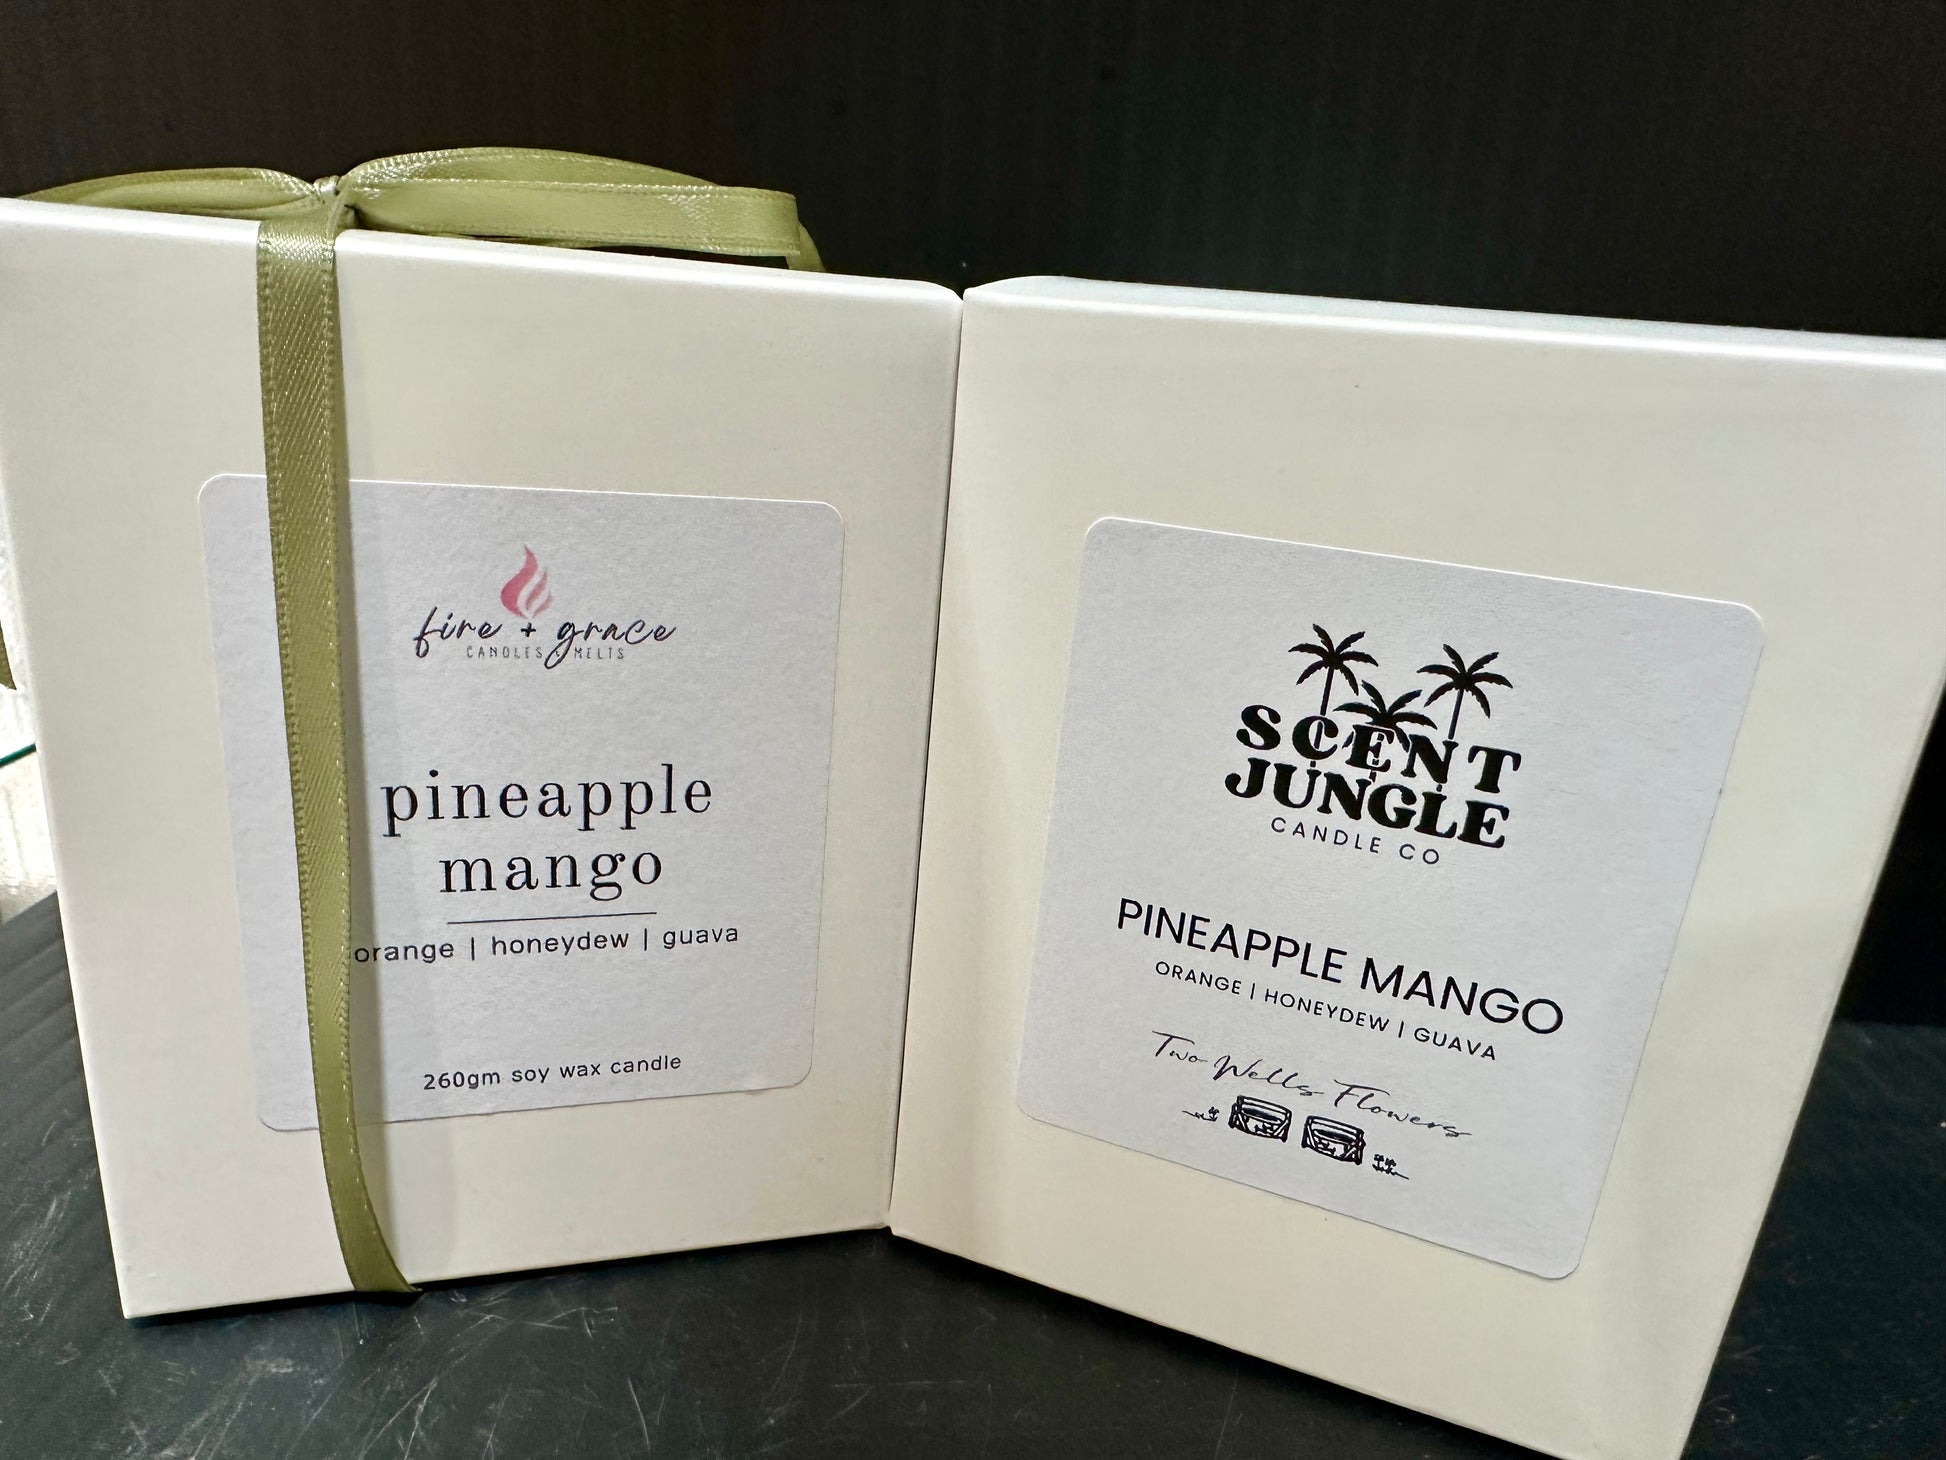 fire + grace
CANDLES & MELTS
pineapple
mango
orange | honeydew | guava
260gm soy wax candle
SCENT
JUNGLE
CANDLE CO
PINEAPPLE MANGO
ORANGE | HONEYDEW | GUAVA
Two Wells Flowers